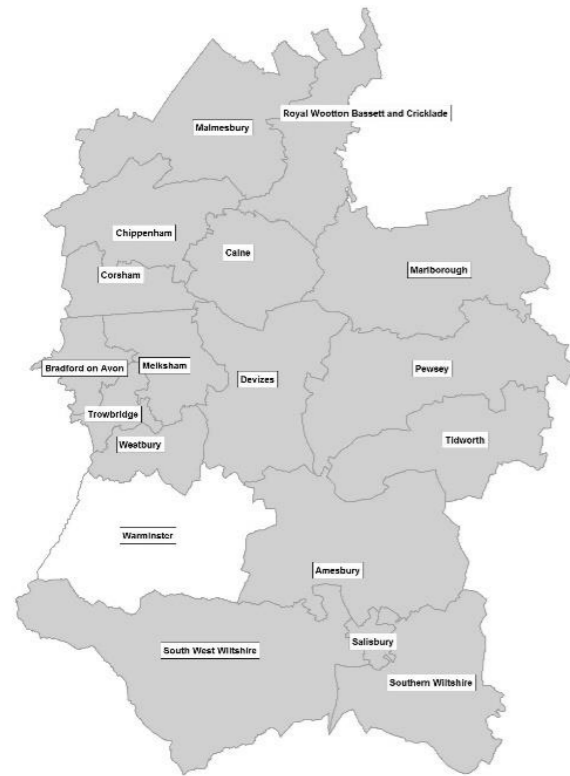 Royal Wootton Bassett and Cricklade
Malmesbury
Chippenham
Calne
Corsham
Marlborough
Bradford on Avon
Melksham
Devizes
Pewsey
Trowbridge
Westbury
Tidworth
Warminster
Amesbury
Salisbury
South West Wiltshire
Southern Wiltshire